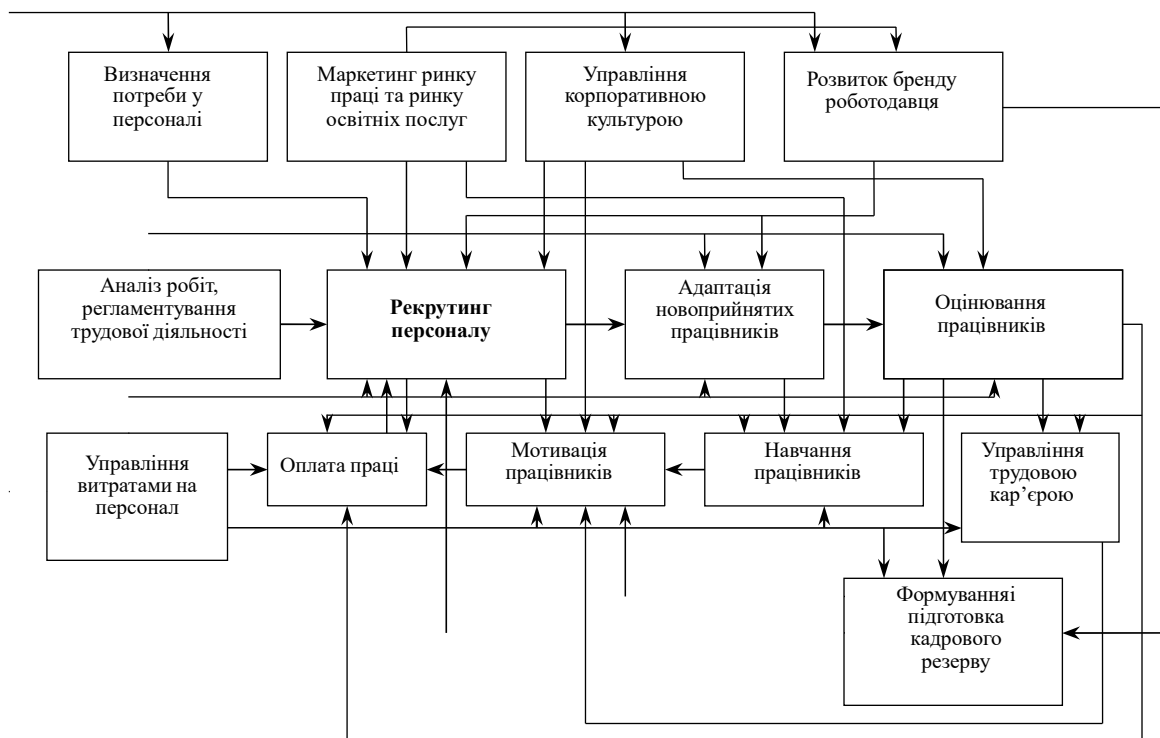 Визначення
потреби у
персоналі
Маркетинг ринку
праці та ринку
освітніх послуг
Управління
корпоративною
культурою
Розвиток бренду
роботодавця
Аналіз робіт,
регламентування
трудової діяльності
Рекрутинг
персоналу
Адаптація
новоприйнятих
працівників
Оцінювання
працівників
Управління
витратами на
персонал
Оплата праці
Мотивація
працівників
Навчання
працівників
Управління
трудовою
кар’єрою
Формуванняі
підготовка
кадрового
резерву